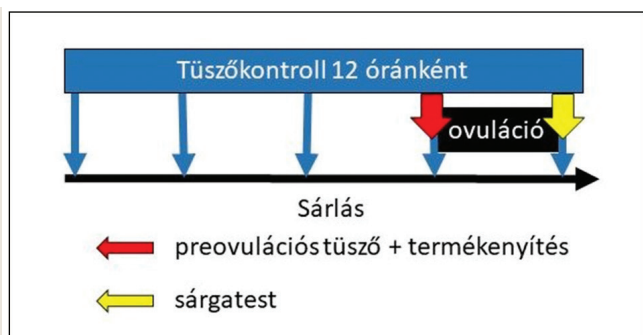 Tüszőkontroll 12 óránként
ovuláció
Sárlás
preovulációs tüsző + termékenyítés
sárgatest